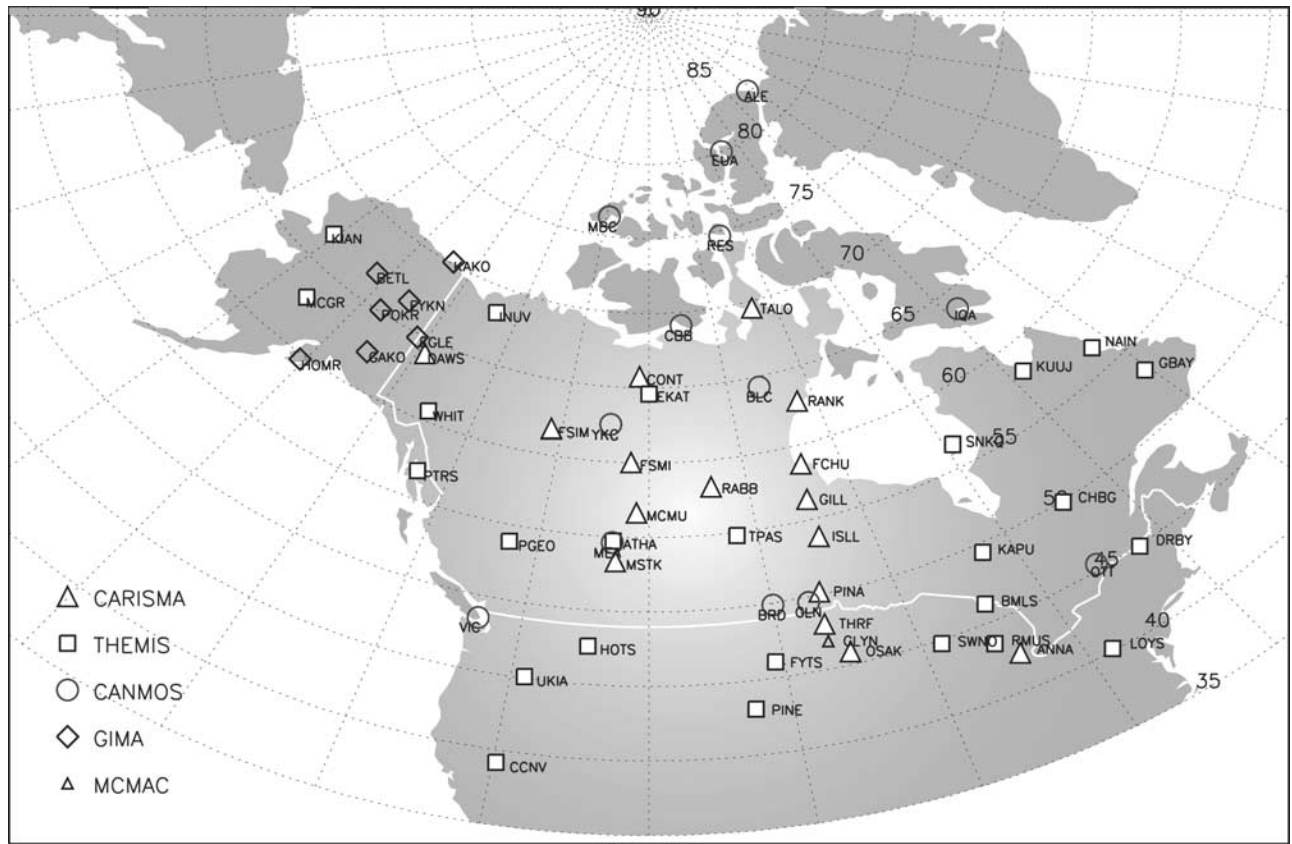 90
85
ALE
80
EUA
75
MBC
RES
KIAN
70
KAKO
BETL
MCGR
EYKN
POKR
INUV
TALO
65
IQA
CBB
EGLE
DAWS
GAKO
HOMR
NAIN
KUUJ
GBAY
60
CONT
EKAT
BLC
RANK
WHIT
FSIM
YKC
SNKQ
55
FSMI
FCHU
PTRS
RABB
GILL
50
CHBG
MCMU
TPAS
ISLL
PGEO
MEA
ATHA
KAPU
DRBY
45
OTT
MSTK
CARISMA
PINA
BMLS
VIC
BRD
GLN
40
THRF
THEMIS
HOTS
GLYN
OSAK
SWNO
RMUS
ANNA
LOYS
FYTS
UKIA
35
CANMOS
PINE
GIMA
CCNV
MCMAC